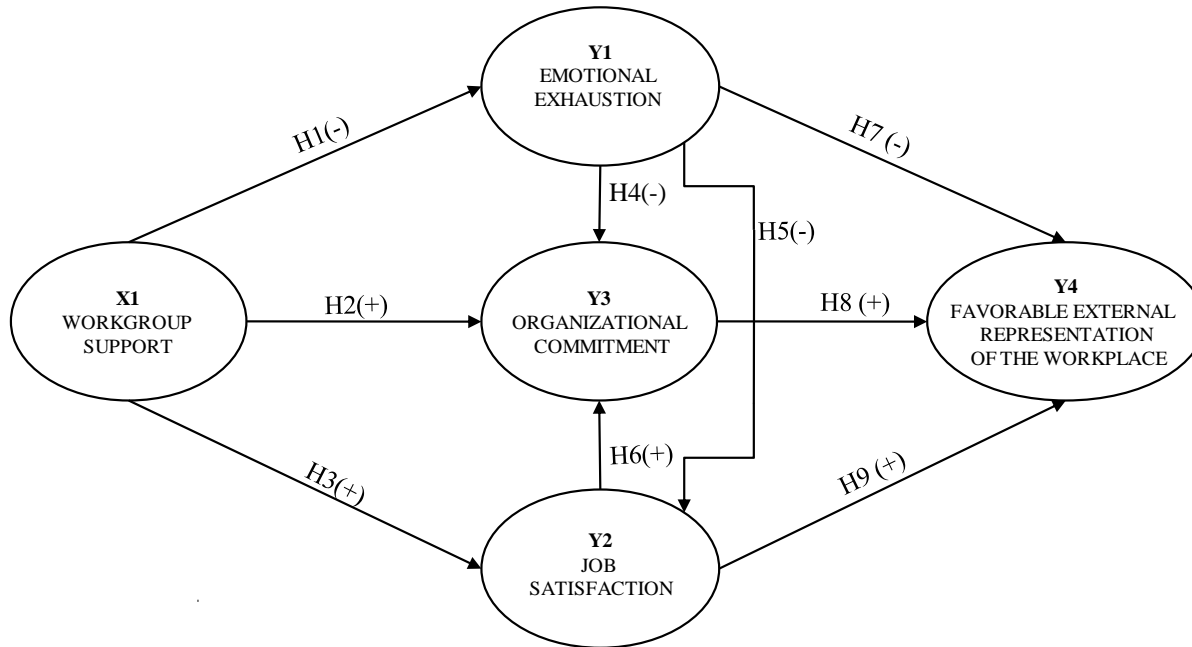 Y1
EMOTIONAL
EXHAUSTION
H1(-)
H7 (-)
H4(-)
H5(-)
X1
WORKGROUP
SUPPORT
H2(+)
Y3
ORGANIZATIONAL
COMMITMENT
H8 (+)
Y4
FAVORABLE EXTERNAL
REPRESENTATION
OF THE WORKPLACE
H3(+)
H6(+)
H9 (+)
Y2
JOB
SATISFACTION